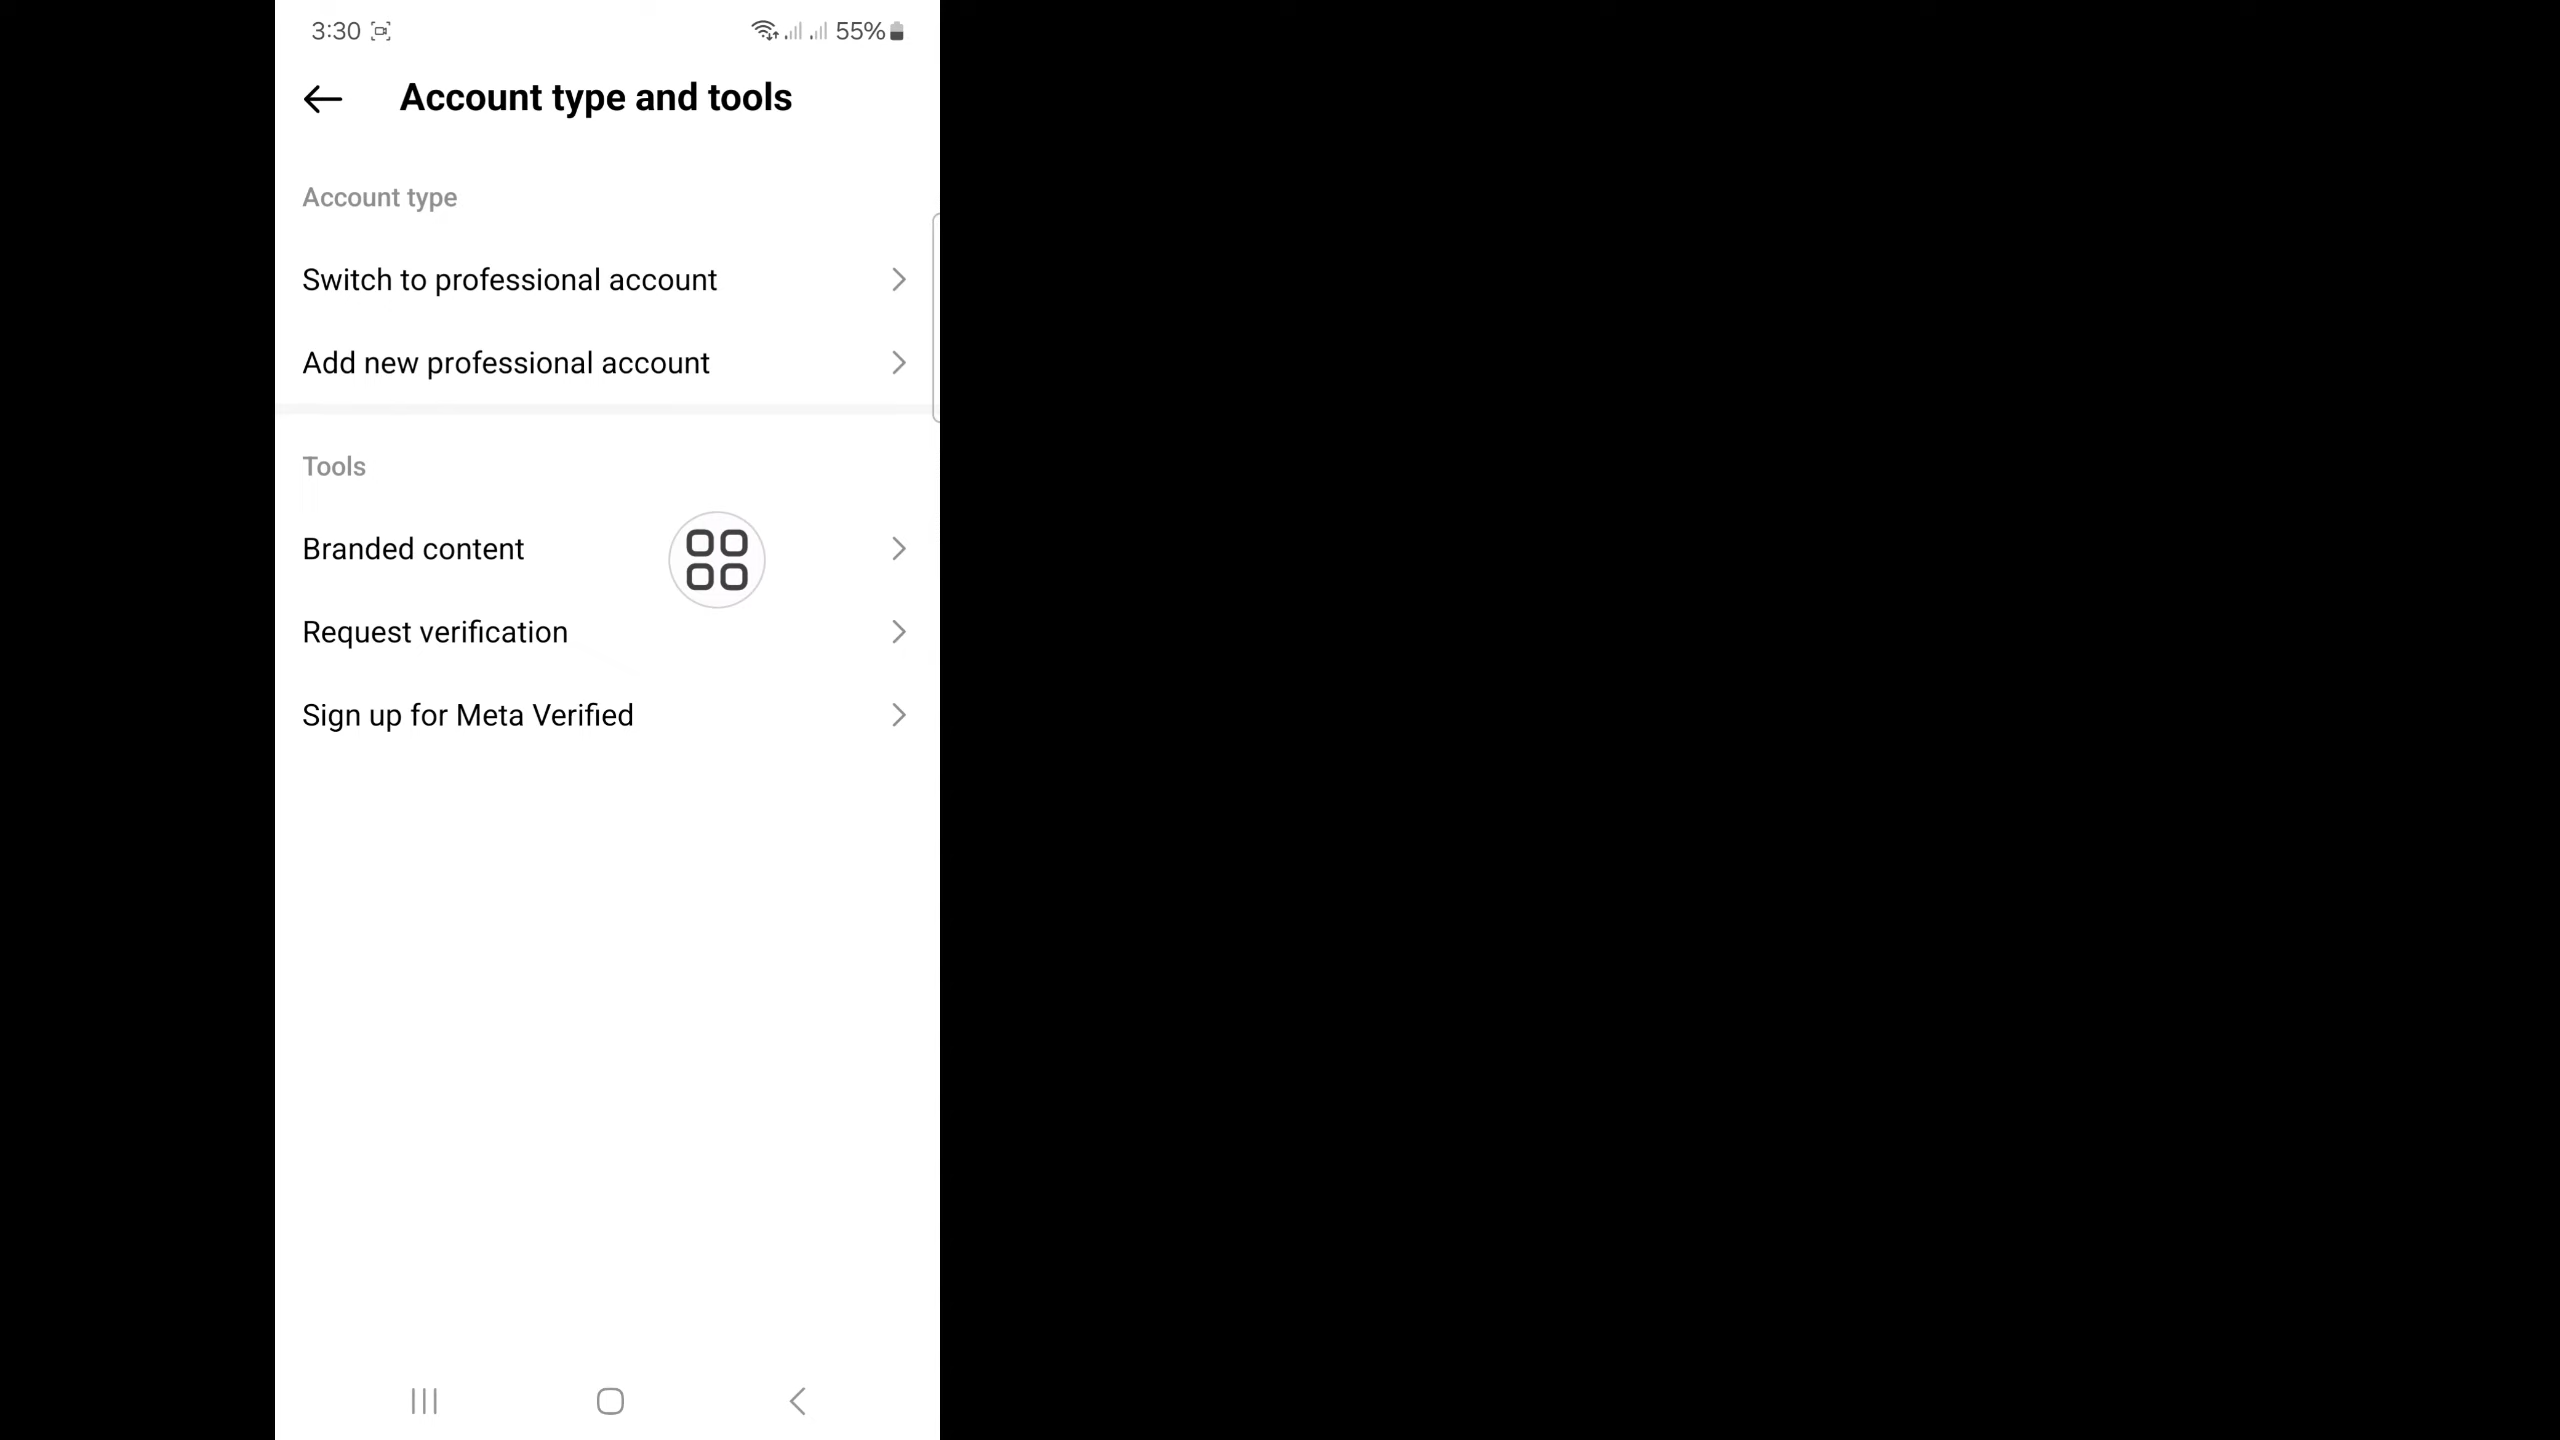 3:30
55%
Account type and tools
Account type
Switch to professional account
Add new professional account
Tools
Branded content
Request verification
Sign up for Meta Verified